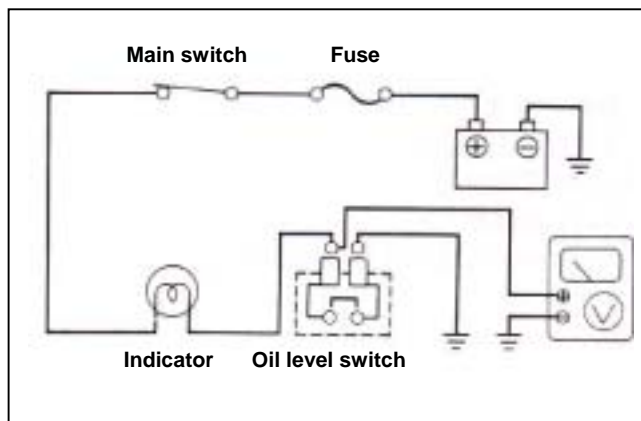 Main switch
Fuse
Indicator
Oil level switch
V